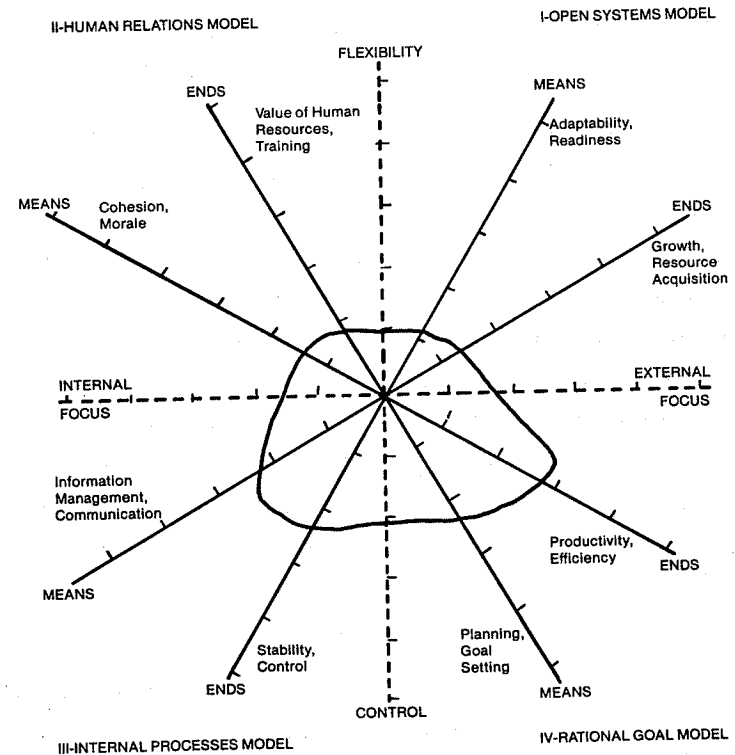 II-HUMAN RELATIONS MODEL
I-OPEN SYSTEMS MODEL
FLEXIBILITY
ENDS
MEANS
Value of Human
Resources,
Training
Adaptability,
Readiness
MEANS
Cohesion,
Morale
ENDS
Growth,
Resource
Acquisition
INTERNAL
FOCUS
EXTERNAL
FOCUS
Information
Management,
Communication
MEANS
Productivity,
Efficiency
ENDS
Stability,
Control
ENDS
Planning,
Goal
Setting
MEANS
CONTROL
III-INTERNAL PROCESSES MODEL
IV-RATIONAL GOAL MODEL